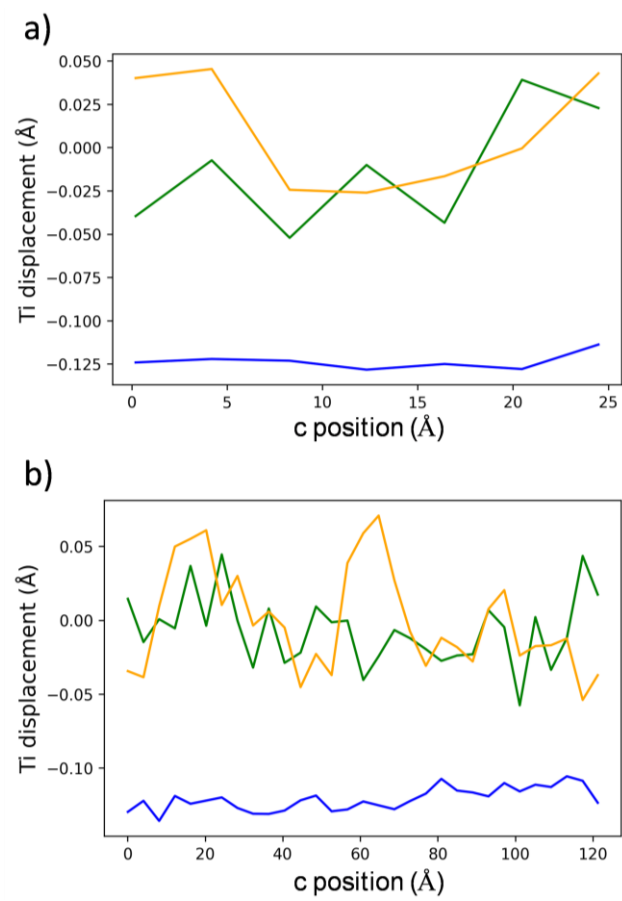 a)
0.050
0.025
0.000
−0.025
−0.050
−0.075
−0.100
−0.125
Ti displacement (Å)
0 5 10 15 20 25
c position (Å)
b)
0.05
0.00
−0.05
−0.10
Ti displacement (Å)
0 20 40 60 80 100 120
c position (Å)